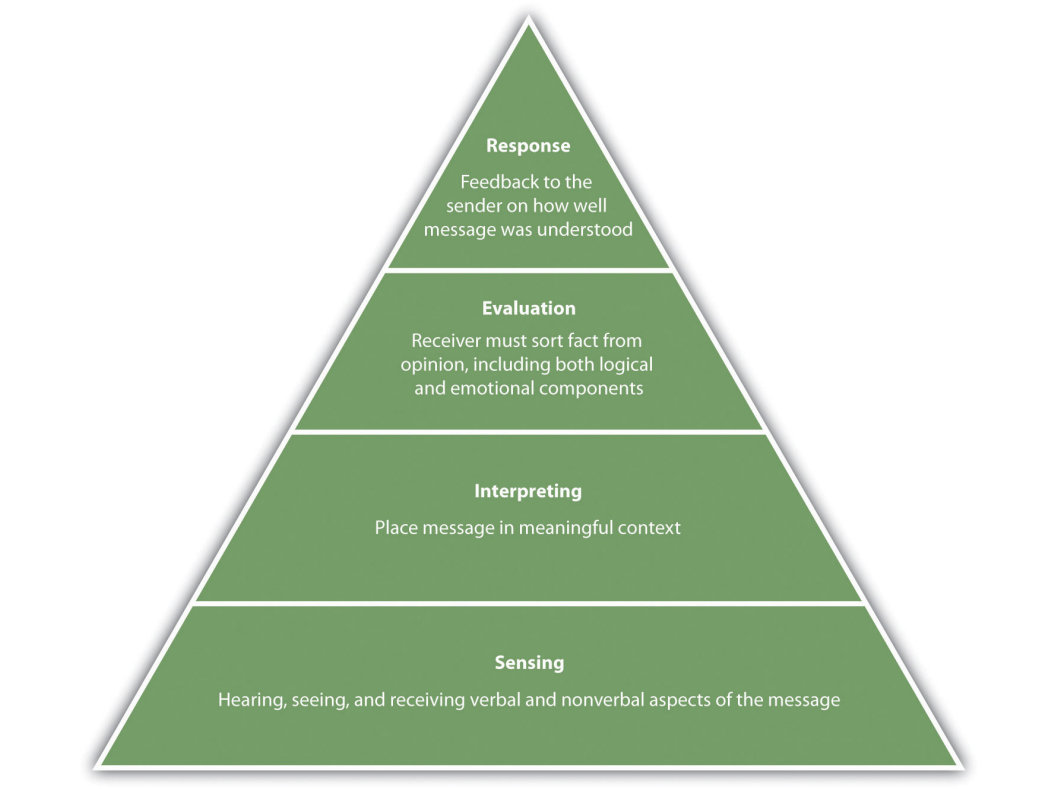 Response
Feedback to the
sender on how well
message was understood
Evaluation
Receiver must sort fact from
opinion, including both logical
and emotional components
Interpreting
Place message in meaningful context
Sensing
Hearing, seeing, and receiving verbal and nonverbal aspects of the message